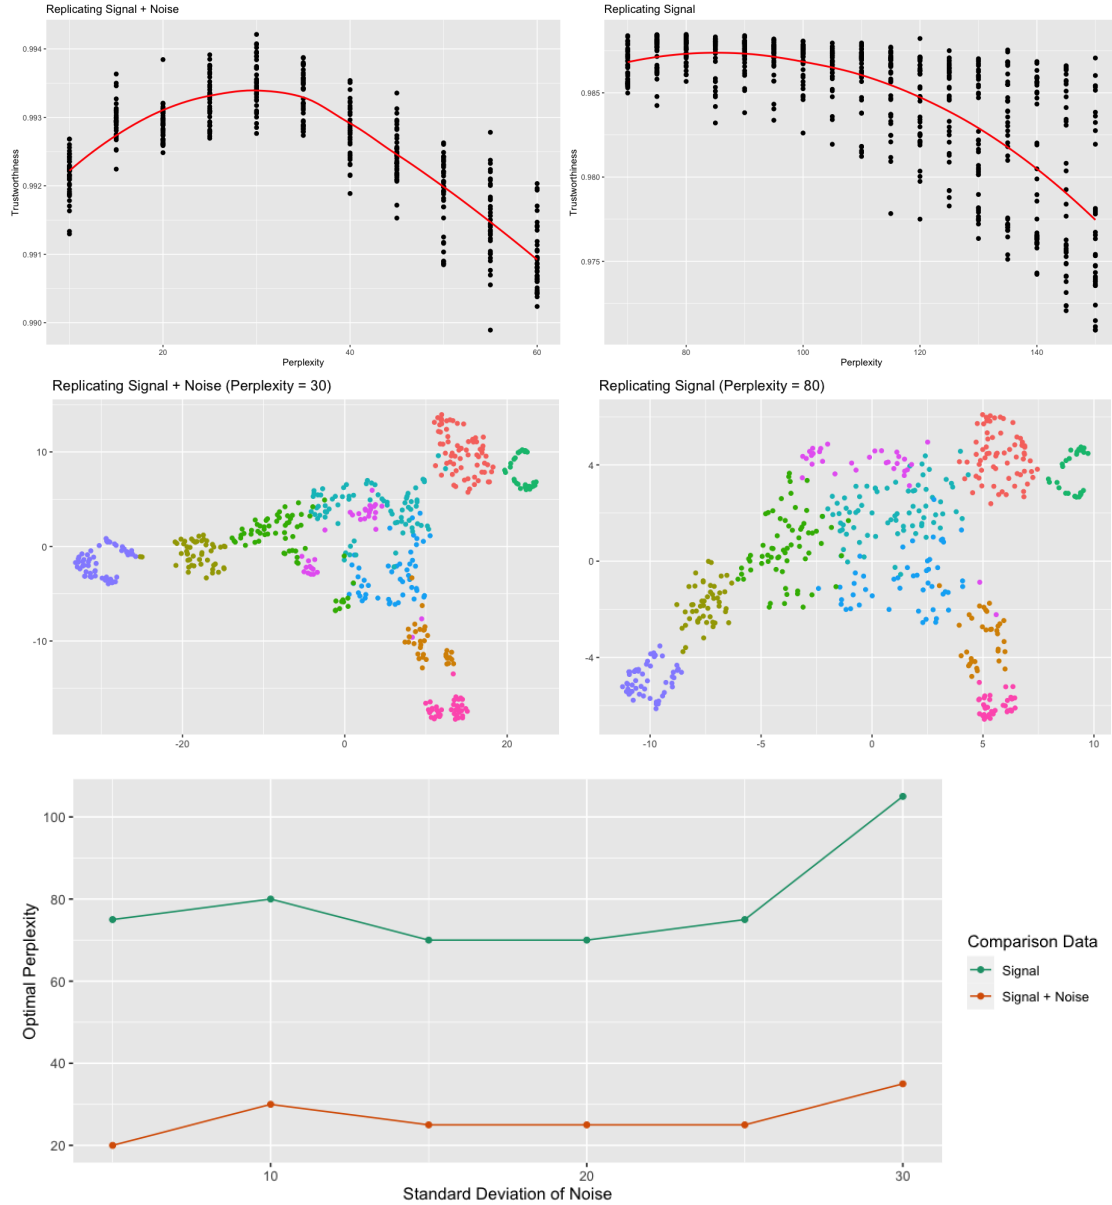 Replicating Signal + Noise
0.994
0.993
0.992
0.991
0.990
Trustworthiness
20
40
60
Perplexity
Replicating Signal
0.985
0.980
0.975
Trustworthiness
80
100
120
140
Perplexity
Replicating Signal + Noise (Perplexity = 30)
10
0
-10
-20
0
20
Replicating Signal (Perplexity = 80)
4
0
-4
-10
-5
0
5
10
100
80
60
40
20
Optimal Perplexity
10
20
30
Standard Deviation of Noise
Comparison Data
Signal
Signal + Noise